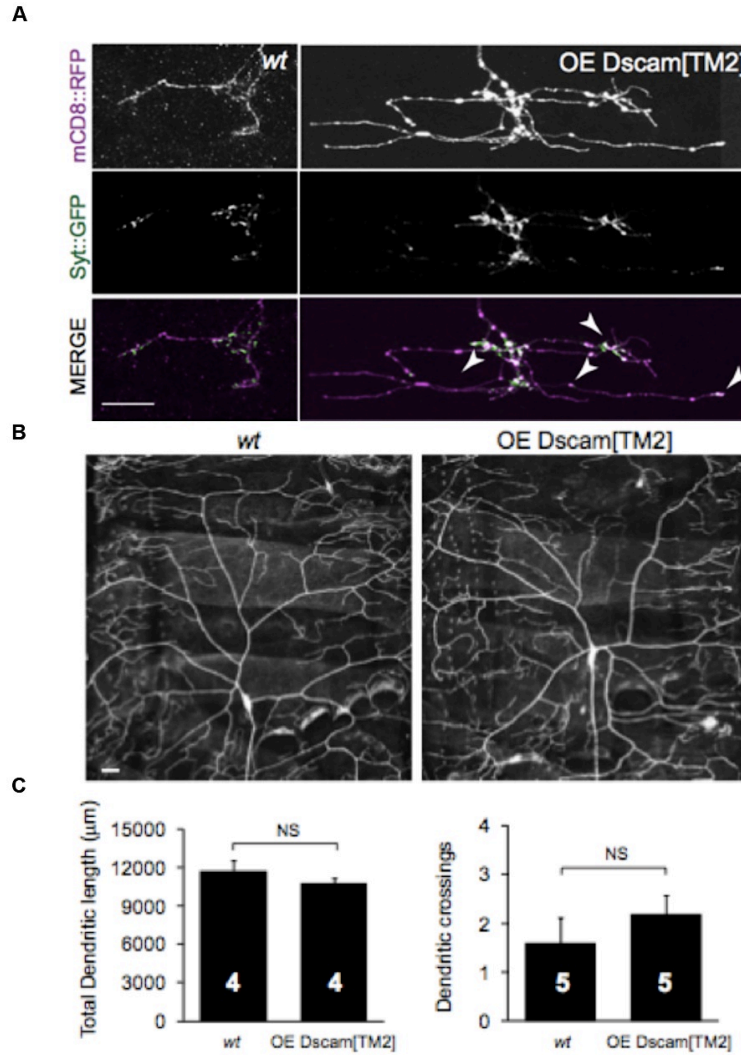 A
wt
OE Dscam[TM2]
mCD8::RFP
Syt::GFP
MERGE
B
wt
OE Dscam[TM2]
C
Total Dendritic length (µm)
15000
12000
9000
6000
3000
0
NS
4
4
wt
OE Dscam[TM2]
Dendritic crossings
4
3
2
1
0
NS
5
5
wt
OE Dscam[TM2]